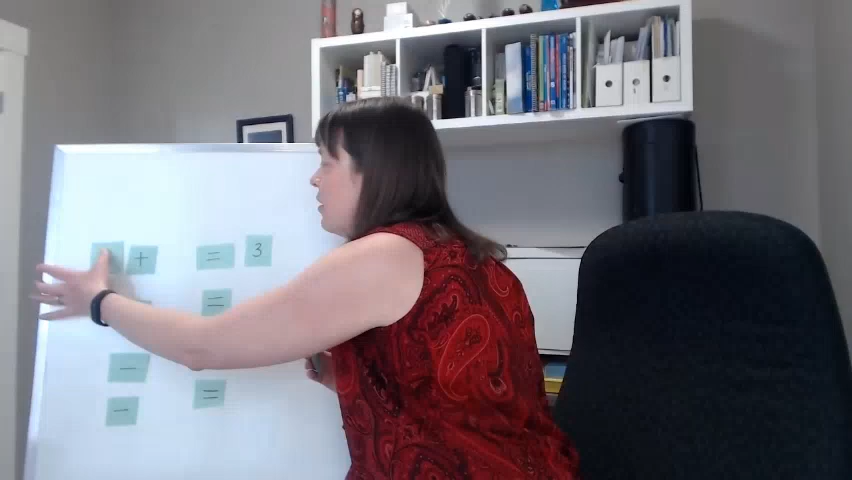 + = 3
=
−
− =